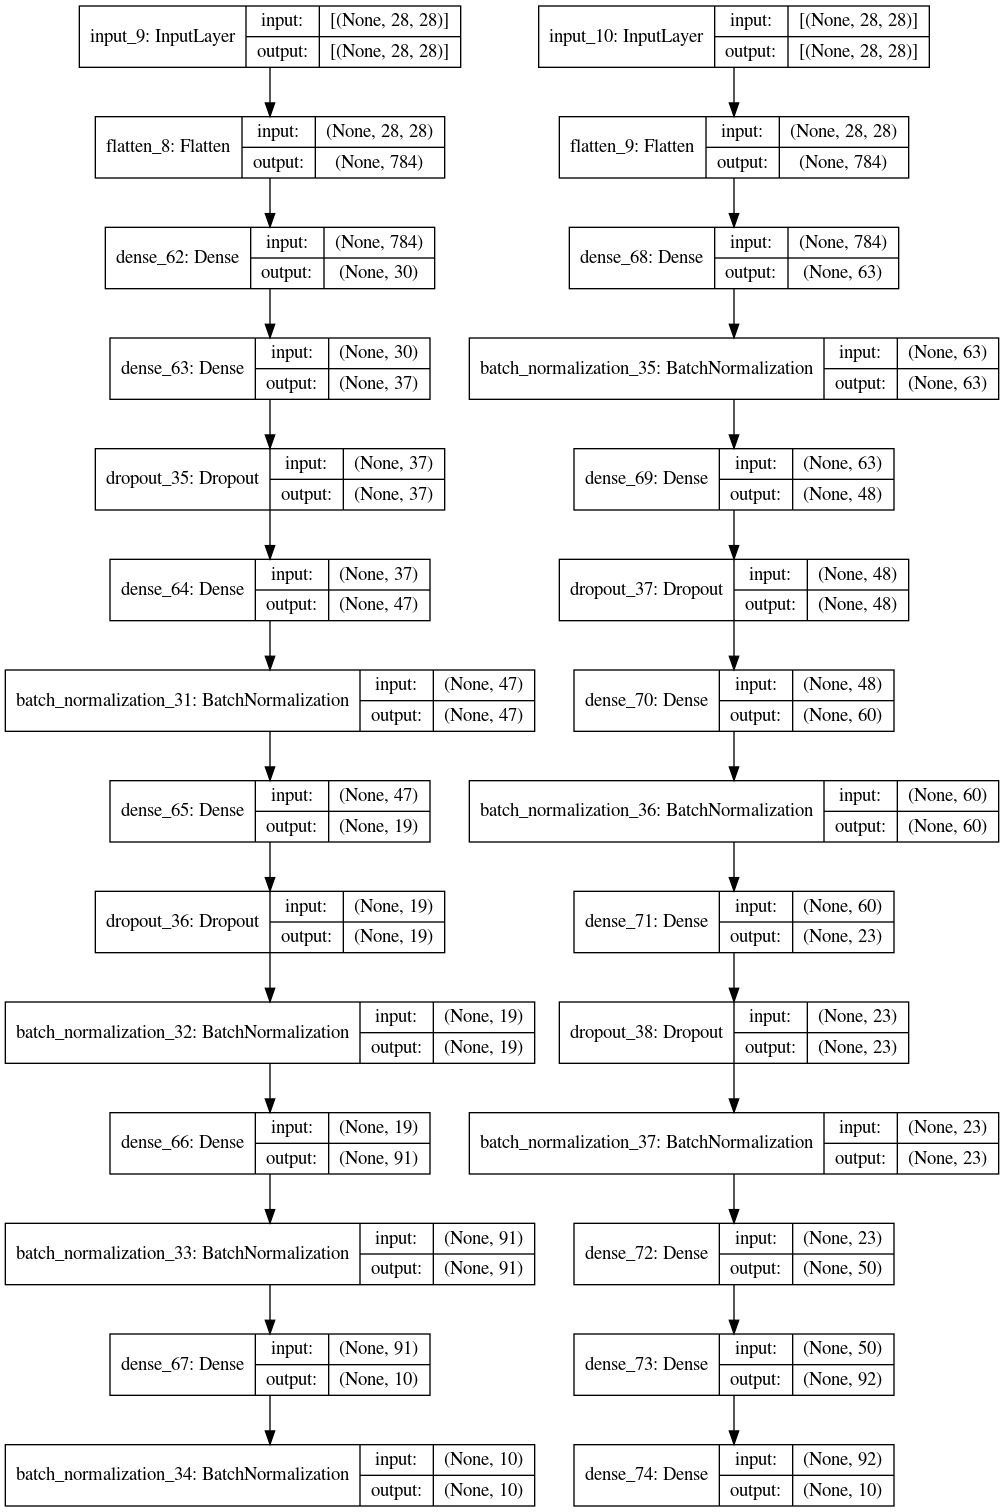 input_9: InputLayer
input:
[(None, 28, 28)]
output:
[(None, 28, 28)]
flatten_8: Flatten
input:
(None, 28, 28)
output:
(None, 784)
dense_62: Dense
input:
(None, 784)
output:
(None, 30)
dense_63: Dense
input:
(None, 30)
output:
(None, 37)
dropout_35: Dropout
input:
(None, 37)
output:
(None, 37)
dense_64: Dense
input:
(None, 37)
output:
(None, 47)
batch_normalization_31: BatchNormalization
input:
(None, 47)
output:
(None, 47)
dense_65: Dense
input:
(None, 47)
output:
(None, 19)
dropout_36: Dropout
input:
(None, 19)
output:
(None, 19)
batch_normalization_32: BatchNormalization
input:
(None, 19)
output:
(None, 19)
dense_66: Dense
input:
(None, 19)
output:
(None, 91)
batch_normalization_33: BatchNormalization
input:
(None, 91)
output:
(None, 91)
dense_67: Dense
input:
(None, 91)
output:
(None, 10)
batch_normalization_34: BatchNormalization
input:
(None, 10)
output:
(None, 10)
input_10: InputLayer
input:
[(None, 28, 28)]
output:
[(None, 28, 28)]
flatten_9: Flatten
input:
(None, 28, 28)
output:
(None, 784)
dense_68: Dense
input:
(None, 784)
output:
(None, 63)
batch_normalization_35: BatchNormalization
input:
(None, 63)
output:
(None, 63)
dense_69: Dense
input:
(None, 63)
output:
(None, 48)
dropout_37: Dropout
input:
(None, 48)
output:
(None, 48)
dense_70: Dense
input:
(None, 48)
output:
(None, 60)
batch_normalization_36: BatchNormalization
input:
(None, 60)
output:
(None, 60)
dense_71: Dense
input:
(None, 60)
output:
(None, 23)
dropout_38: Dropout
input:
(None, 23)
output:
(None, 23)
batch_normalization_37: BatchNormalization
input:
(None, 23)
output:
(None, 23)
dense_72: Dense
input:
(None, 23)
output:
(None, 50)
dense_73: Dense
input:
(None, 50)
output:
(None, 92)
dense_74: Dense
input:
(None, 92)
output:
(None, 10)